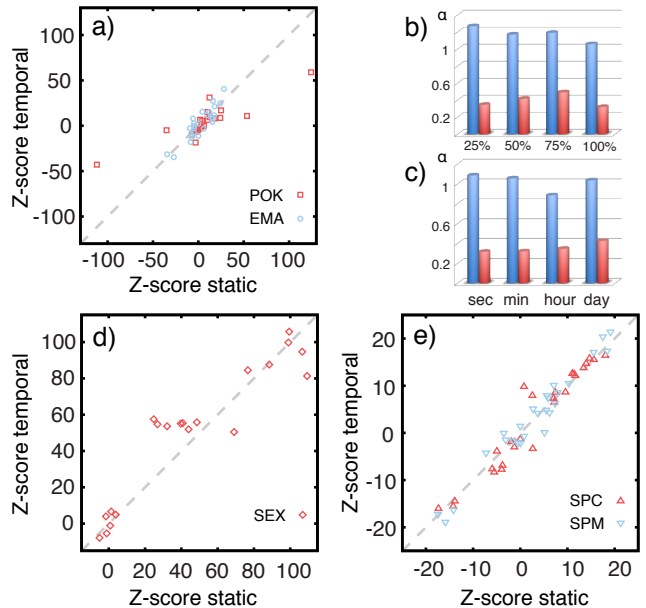 a)
Z-score temporal
100
50
0
-50
-100
-100
-50
0
50
100
Z-score static
POK
EMA
b)
α
1
0.6
0.2
25%
50%
75%
100%
c)
α
1
0.6
0.2
sec
min
hour
day
d)
Z-score temporal
100
80
60
40
20
0
0
20
40
60
80
100
Z-score static
SEX
e)
Z-score temporal
20
10
0
-10
-20
-20
-10
0
10
20
Z-score static
SPC
SPM